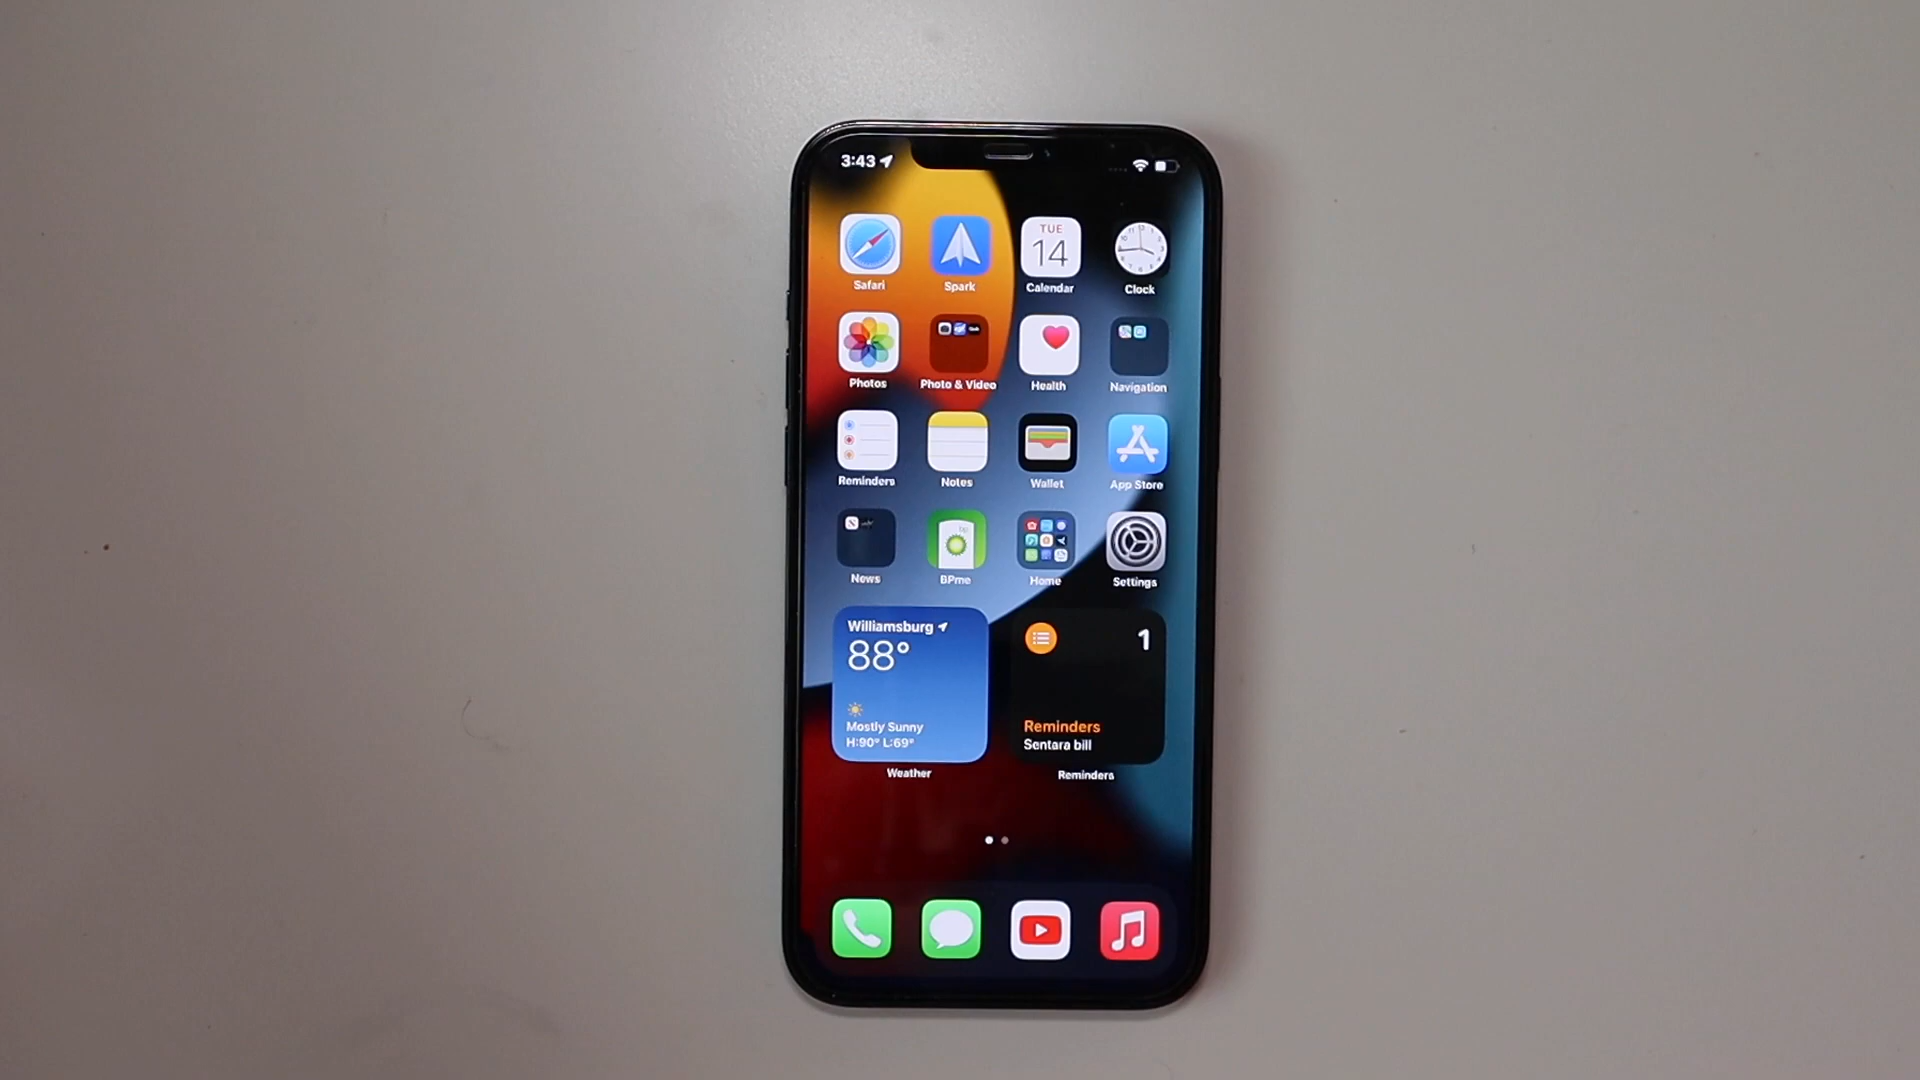 3:43
TUE
14
Safari
Spark
Calendar
Clock
Photos
Photo & Video
Health
Navigation
Reminders
Notes
Wallet
App Store
bp
News
BPme
Home
Settings
Williamsburg
88°
Mostly Sunny
H:90° L:69°
Weather
1
Reminders
Sentara bill
Reminders